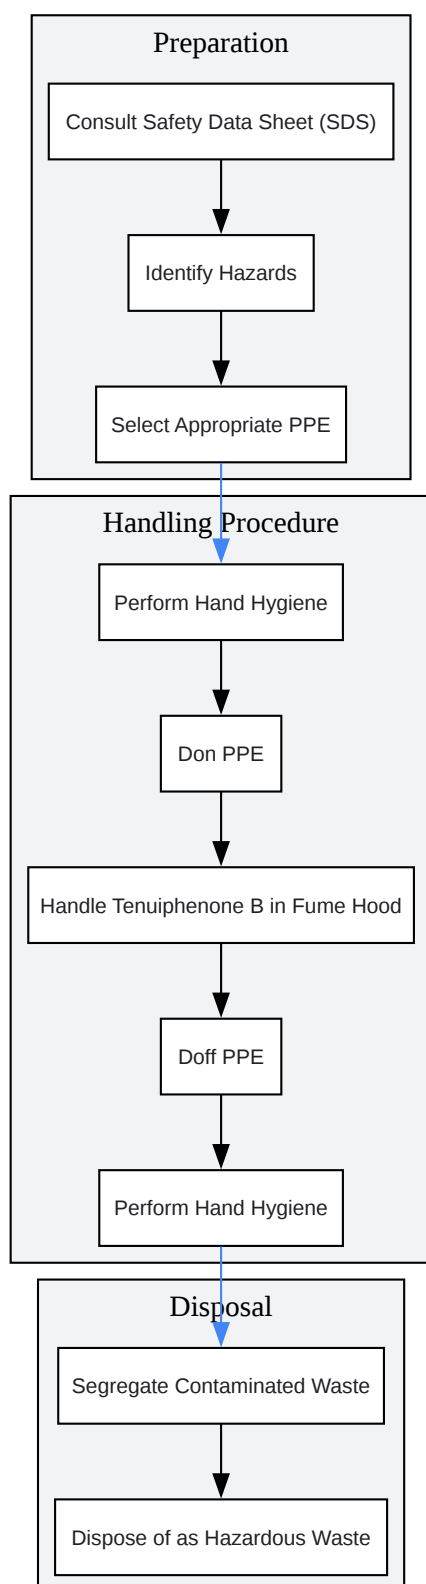 Preparation
Consult Safety Data Sheet (SDS)
Identify Hazards
Select Appropriate PPE
Handling Procedure
Perform Hand Hygiene
Don PPE
Handle Tenuiphenone B in Fume Hood
Doff PPE
Perform Hand Hygiene
Disposal
Segregate Contaminated Waste
Dispose of as Hazardous Waste